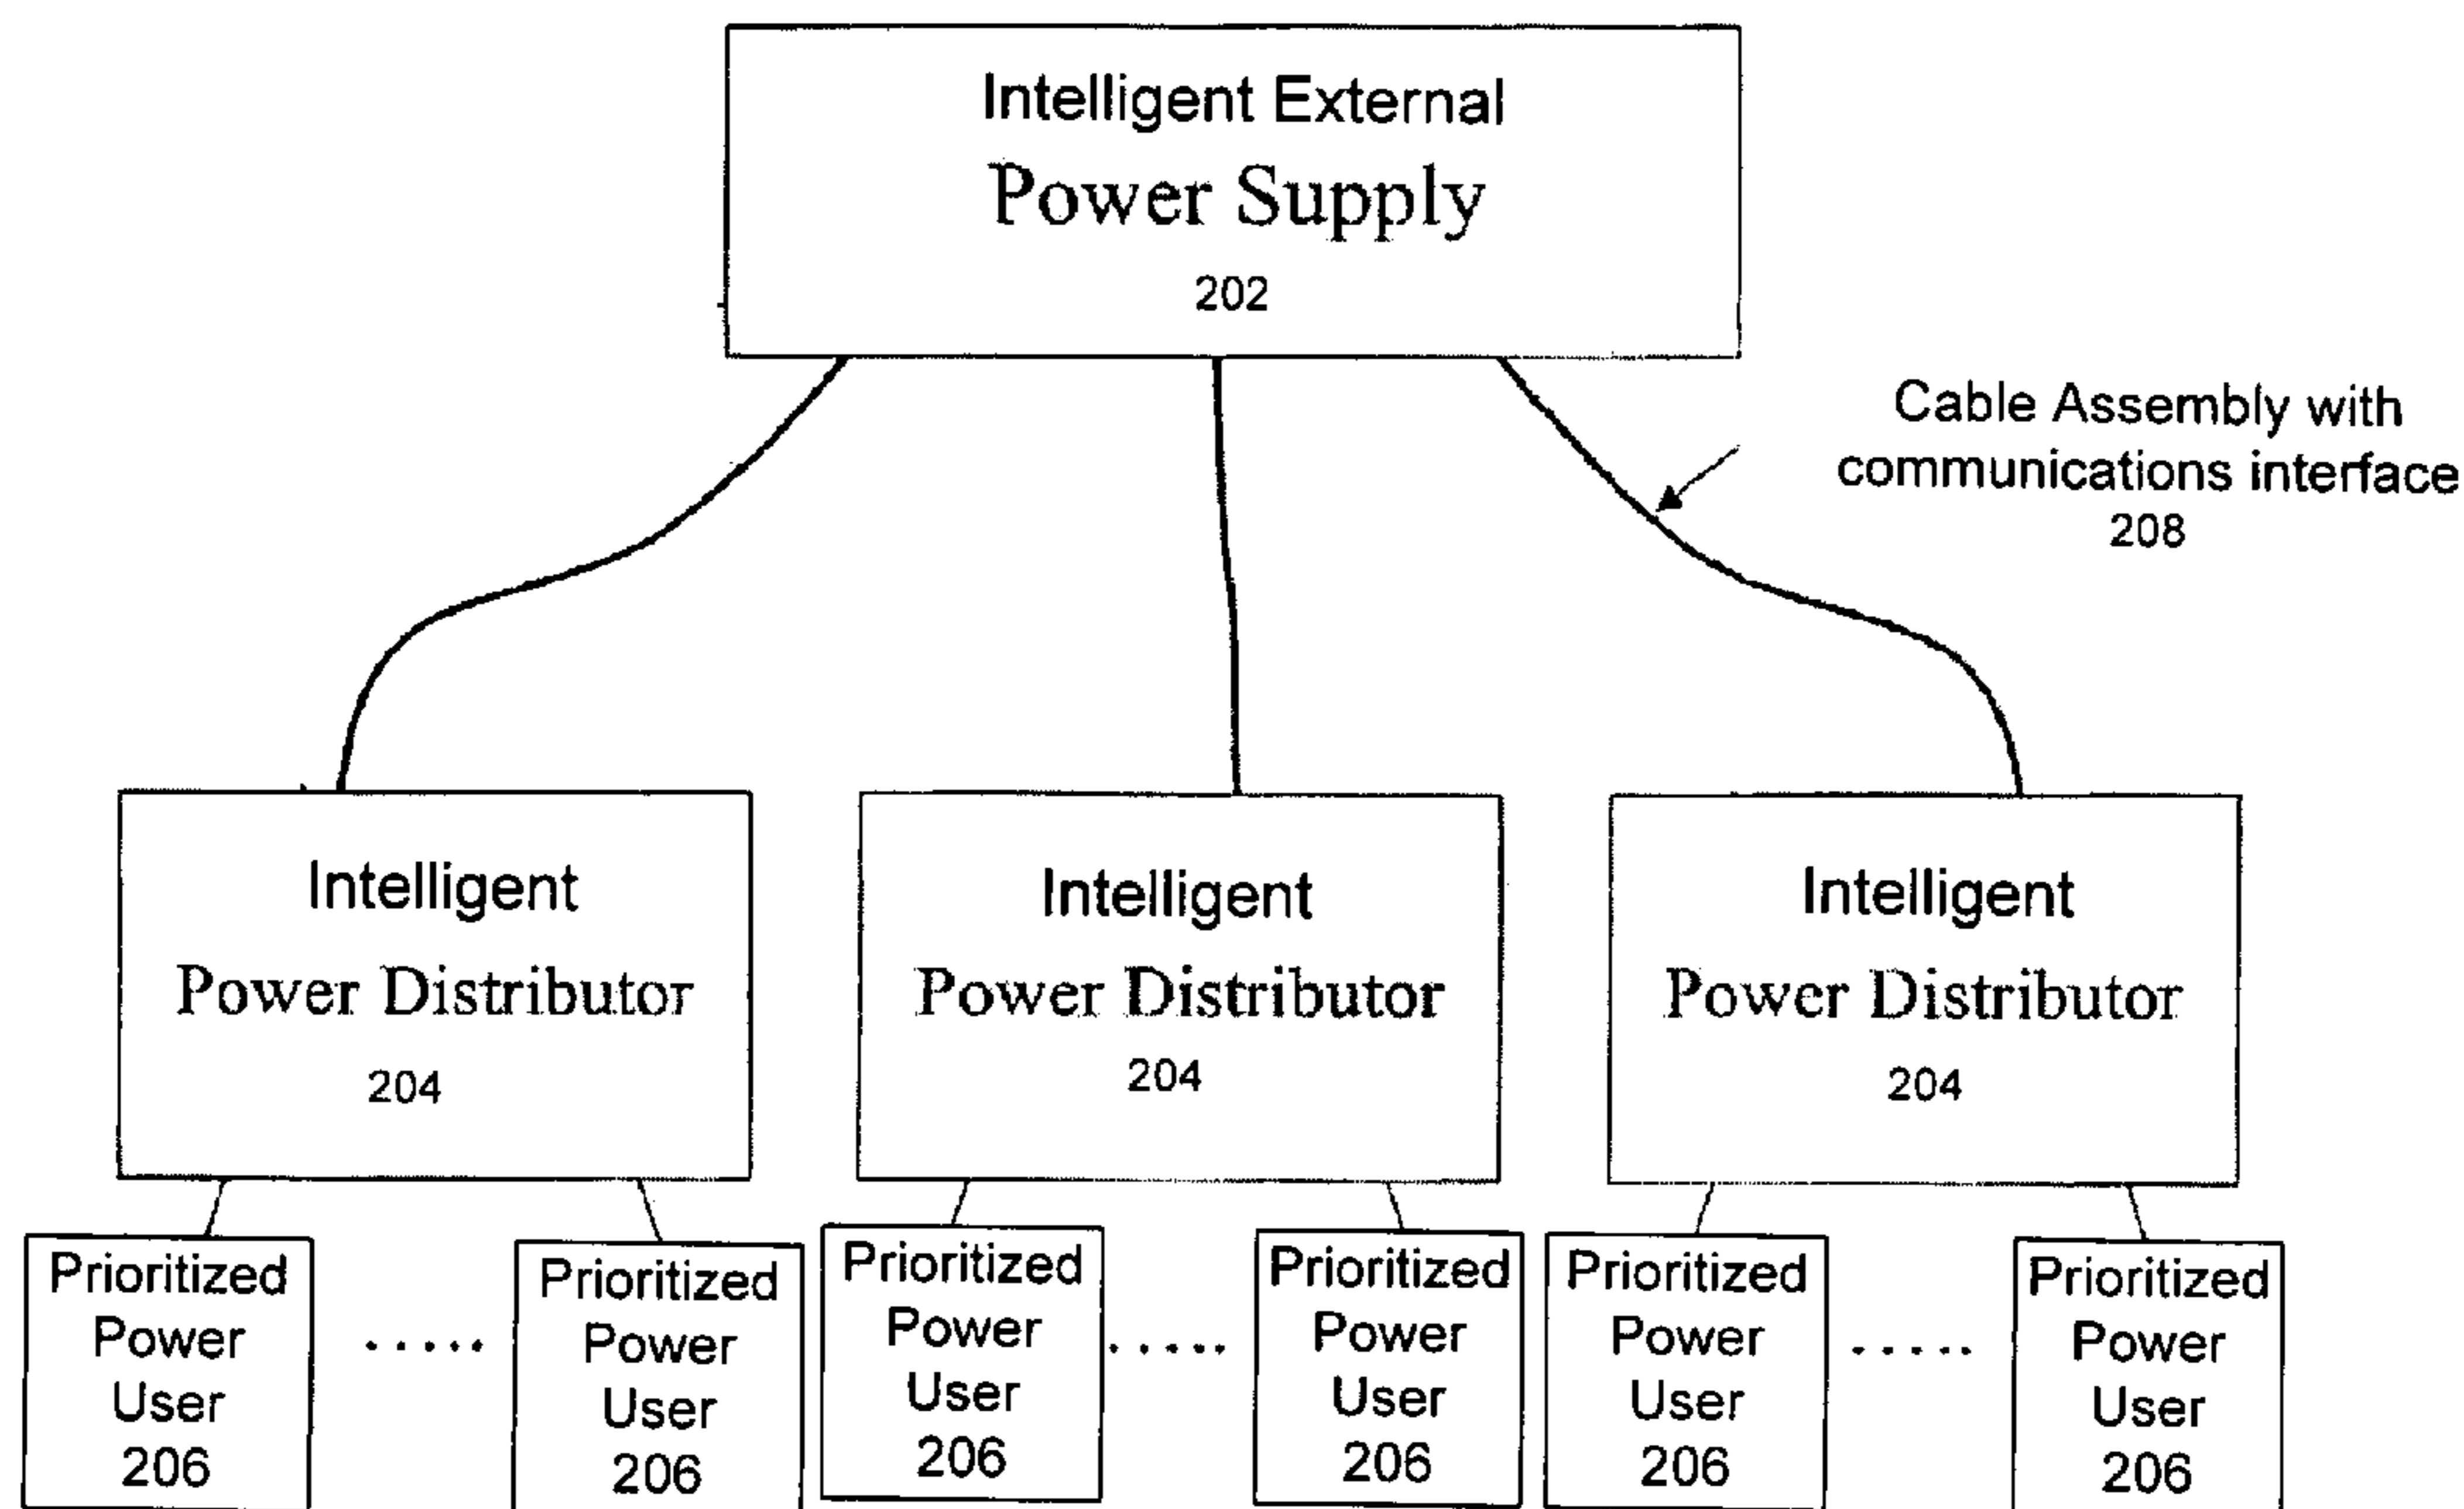 Intelligent External
Power Supply
202
Cable Assembly with
communications interface
208
Intelligent
Power Distributor
204
Intelligent
Power Distributor
204
Intelligent
Power Distributor
204
Prioritized
Power
User
206
.....
Prioritized
Power
User
206
Prioritized
Power
User
206
.....
Prioritized
Power
User
206
Prioritized
Power
User
206
.....
Prioritized
Power
User
206